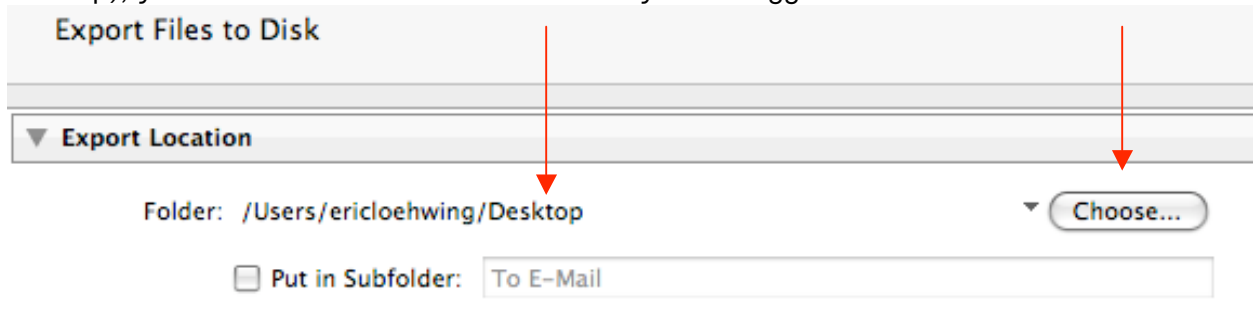 Export Files to Disk
Export Location
Folder: /Users/ericloehwing/Desktop Choose...
Put in Subfolder: To E-Mail